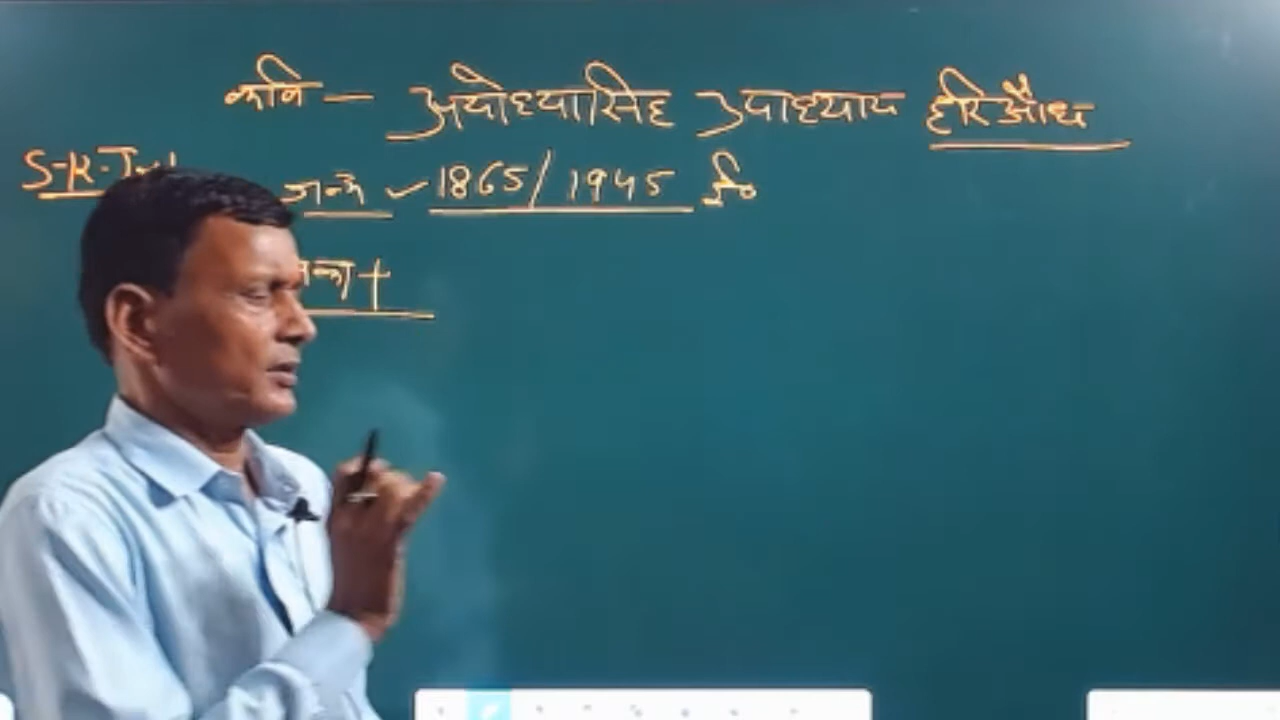 कवि — अयोध्यासिंह उपाध्याय हरिऔध
S-K-
जन्म ✓ 1865/1945 ई०